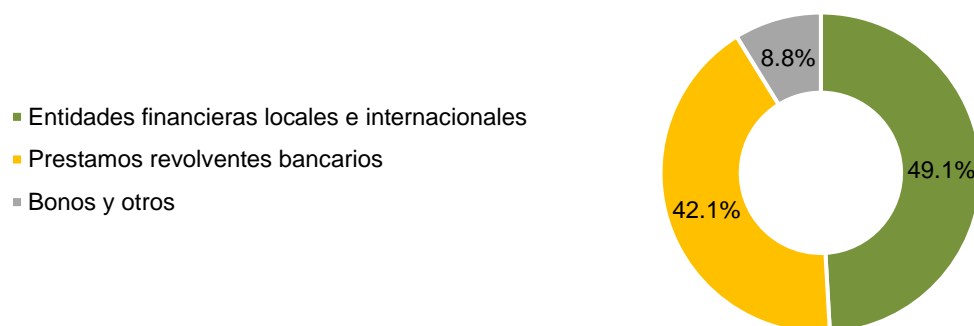 Entidades financieras locales e internacionales
Prestamos revolventes bancarios
Bonos y otros
8.8%
49.1%
42.1%